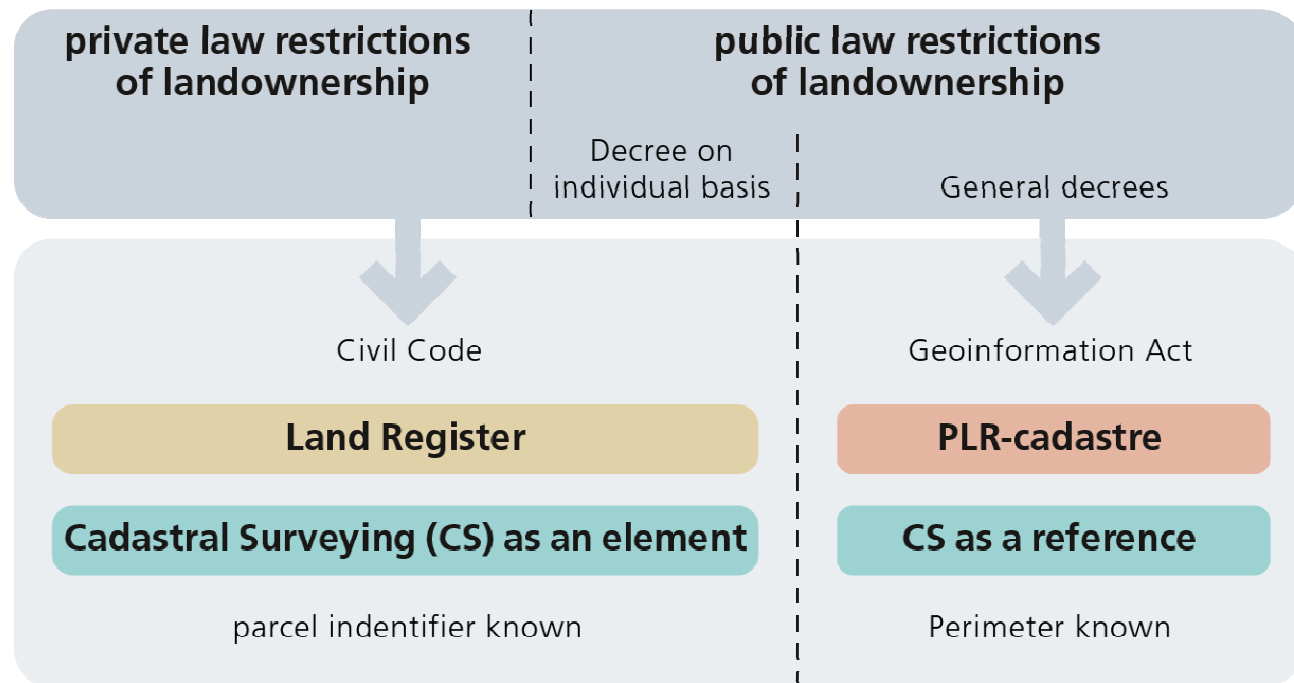 private law restrictions
of landownership
public law restrictions
of landownership
Decree on
individual basis
General decrees
Civil Code
Geoinformation Act
Land Register
PLR-cadastre
Cadastral Surveying (CS) as an element
CS as a reference
parcel indentifier known
Perimeter known